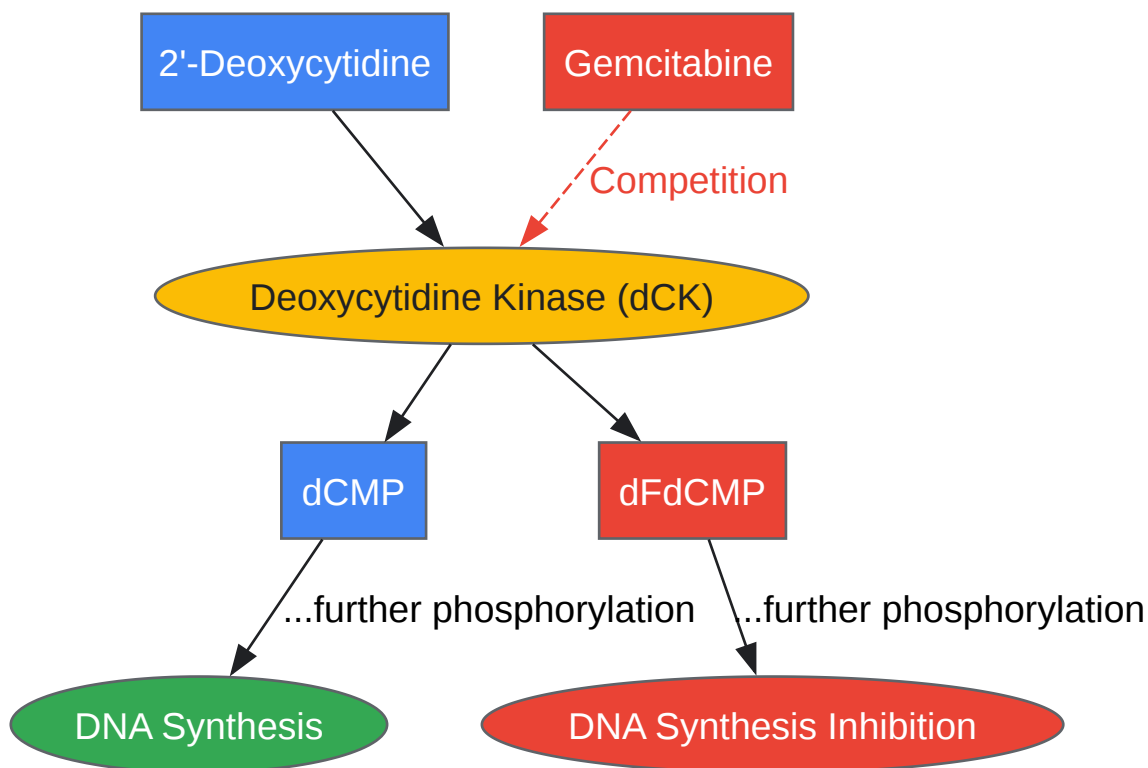 2'-Deoxycytidine
Gemcitabine
Competition
Deoxycytidine Kinase (dCK)
dCMP
dFdCMP
...further phosphorylation
...further phosphorylation
DNA Synthesis
DNA Synthesis Inhibition